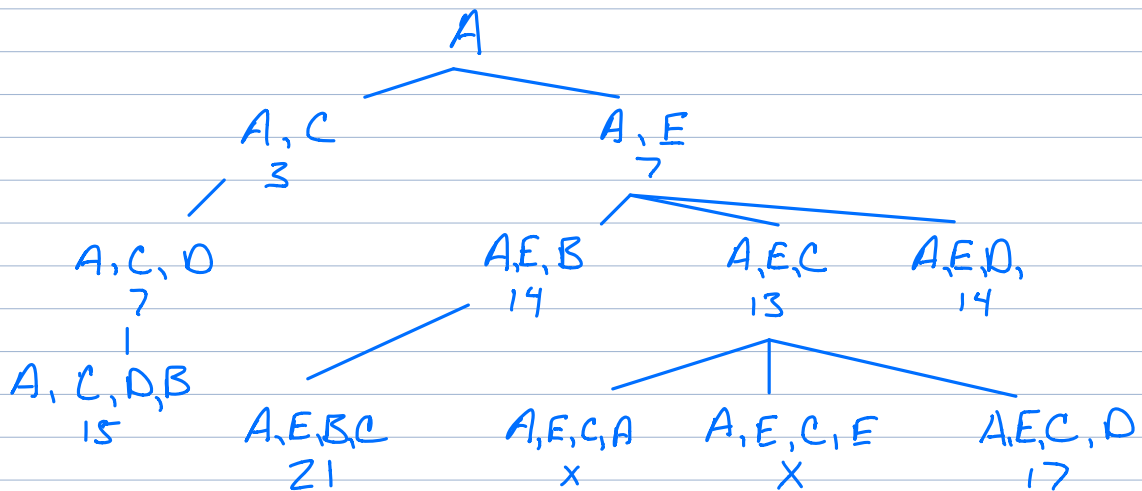 A
A, C A, E
3 7
A, C, D A, E, B A, E, C A, E, D,
7 14 13 14
A, C, D, B
15
A, E, B, C A, E, C, A A, E, C, E A, E, C, D
21 x X 17